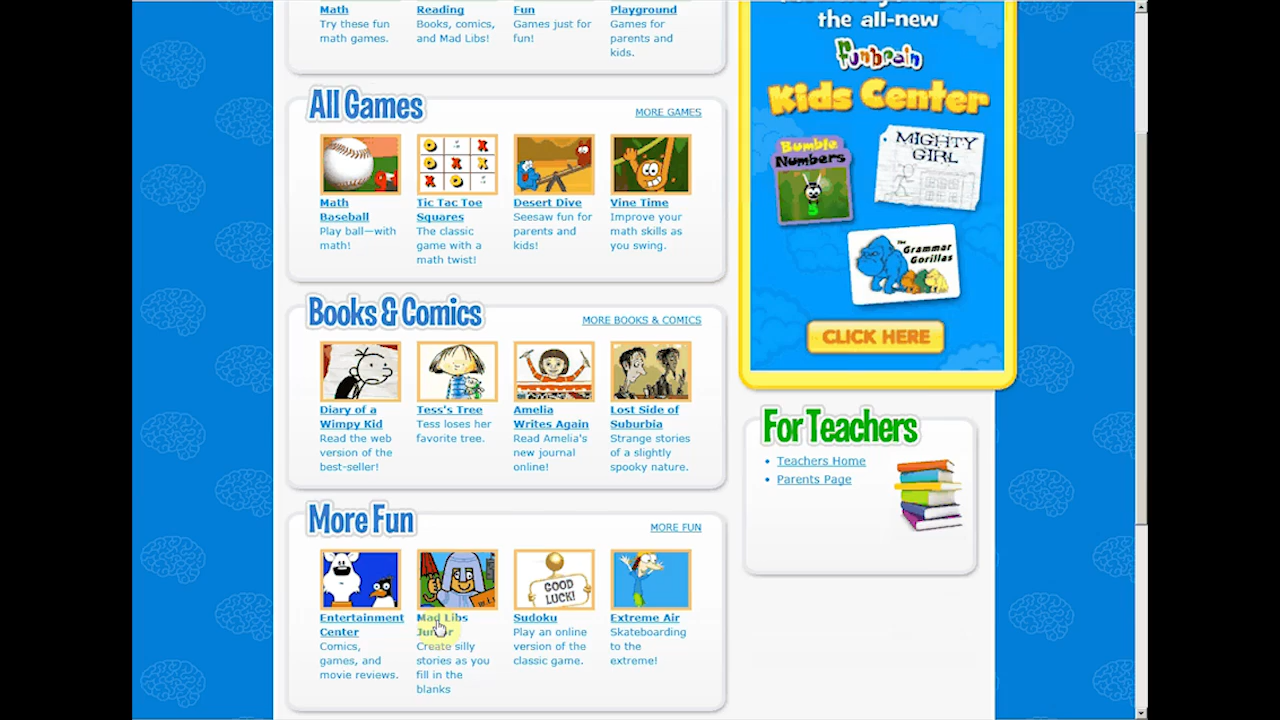 Math
Try these fun
math games.
Reading
Books, comics,
and Mad Libs!
Fun
Games just for
fun!
Playground
Games for
parents and
kids.
All Games
MORE GAMES
Math
Baseball
Play ball—with
math!
Tic Tac Toe
Squares
The classic
game with a
math twist!
Desert Dive
Seesaw fun for
parents and
kids!
Vine Time
Improve your
math skills as
you swing.
Books & Comics
MORE BOOKS & COMICS
Diary of a
Wimpy Kid
Read the web
version of the
best-seller!
Tess's Tree
Tess loses her
favorite tree.
Amelia
Writes Again
Read Amelia's
new journal
online!
Lost Side of
Suburbia
Strange stories
of a slightly
spooky nature.
More Fun
MORE FUN
Entertainment
Center
Comics,
games, and
movie reviews.
Mad Libs
Junior
Create silly
stories as you
fill in the
blanks
GOOD
LUCK!
Sudoku
Play an online
version of the
classic game.
Extreme Air
Skateboarding
to the
extreme!
the all-new
funbrain
Kids Center
Bumble
Numbers
MIGHTY
GIRL
The
Grammar
Gorillas
CLICK HERE
For Teachers
Teachers Home
Parents Page